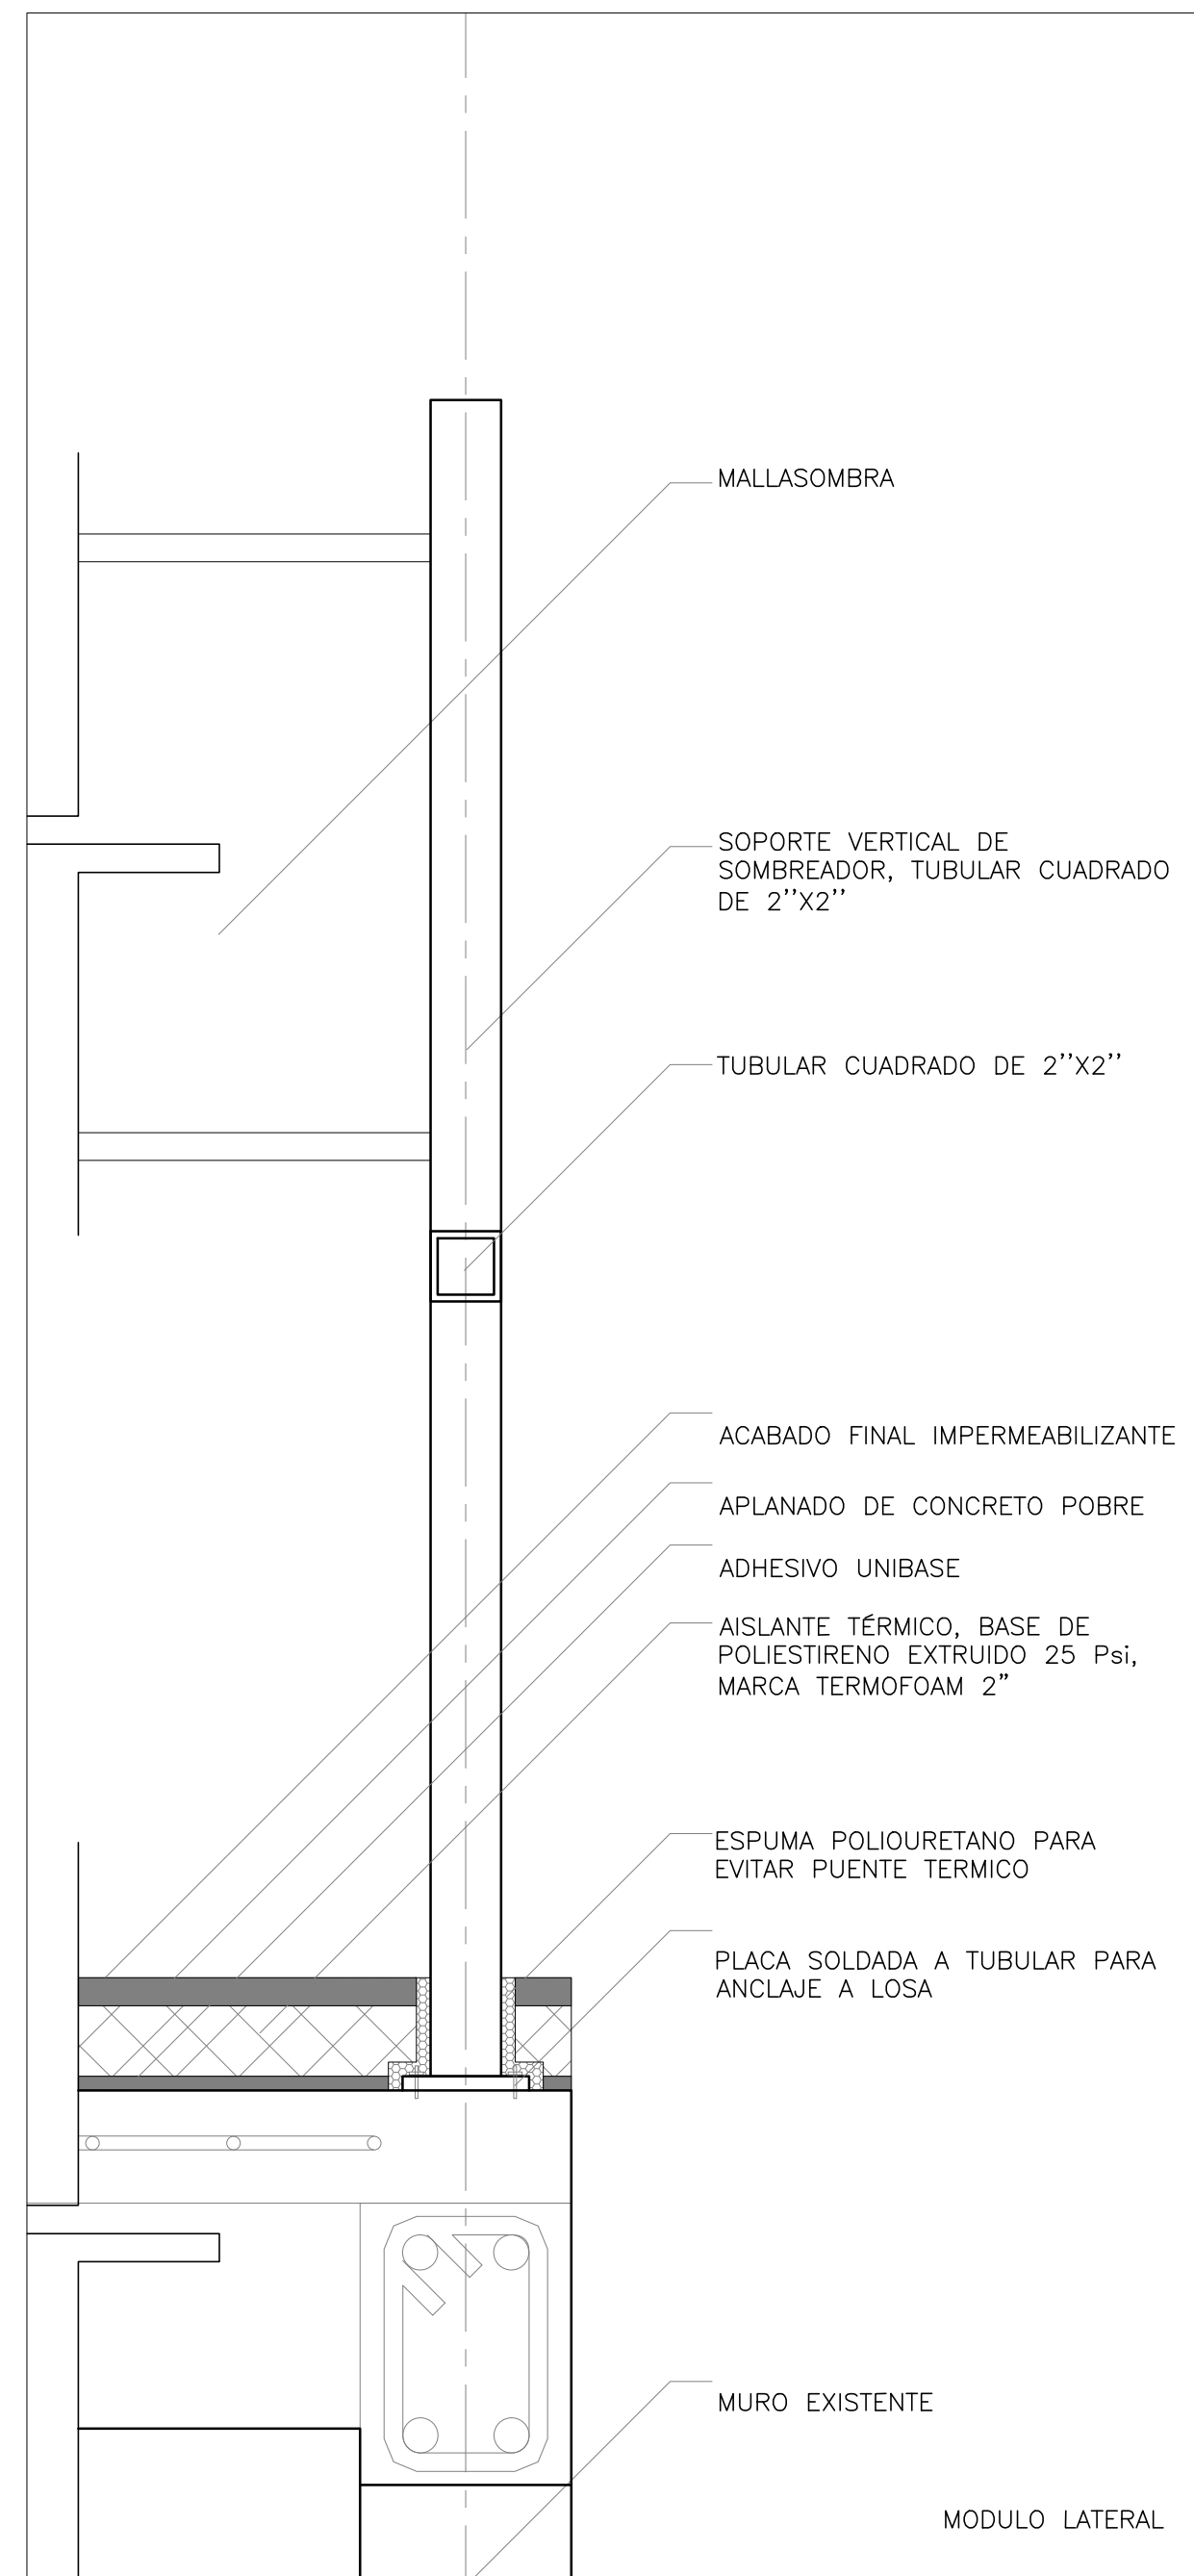 MALLASOMBRA
SOPORTE VERTICAL DE
SOMBREADOR, TUBULAR CUADRADO
DE 2''X2''
TUBULAR CUADRADO DE 2''X2''
ACABADO FINAL IMPERMEABILIZANTE
APLANADO DE CONCRETO POBRE
ADHESIVO UNIBASE
AISLANTE TÉRMICO, BASE DE
POLIESTIRENO EXTRUIDO 25 Psi,
MARCA TERMOFOAM 2”
ESPUMA POLIOURETANO PARA
EVITAR PUENTE TERMICO
PLACA SOLDADA A TUBULAR PARA
ANCLAJE A LOSA
MURO EXISTENTE
MODULO LATERAL